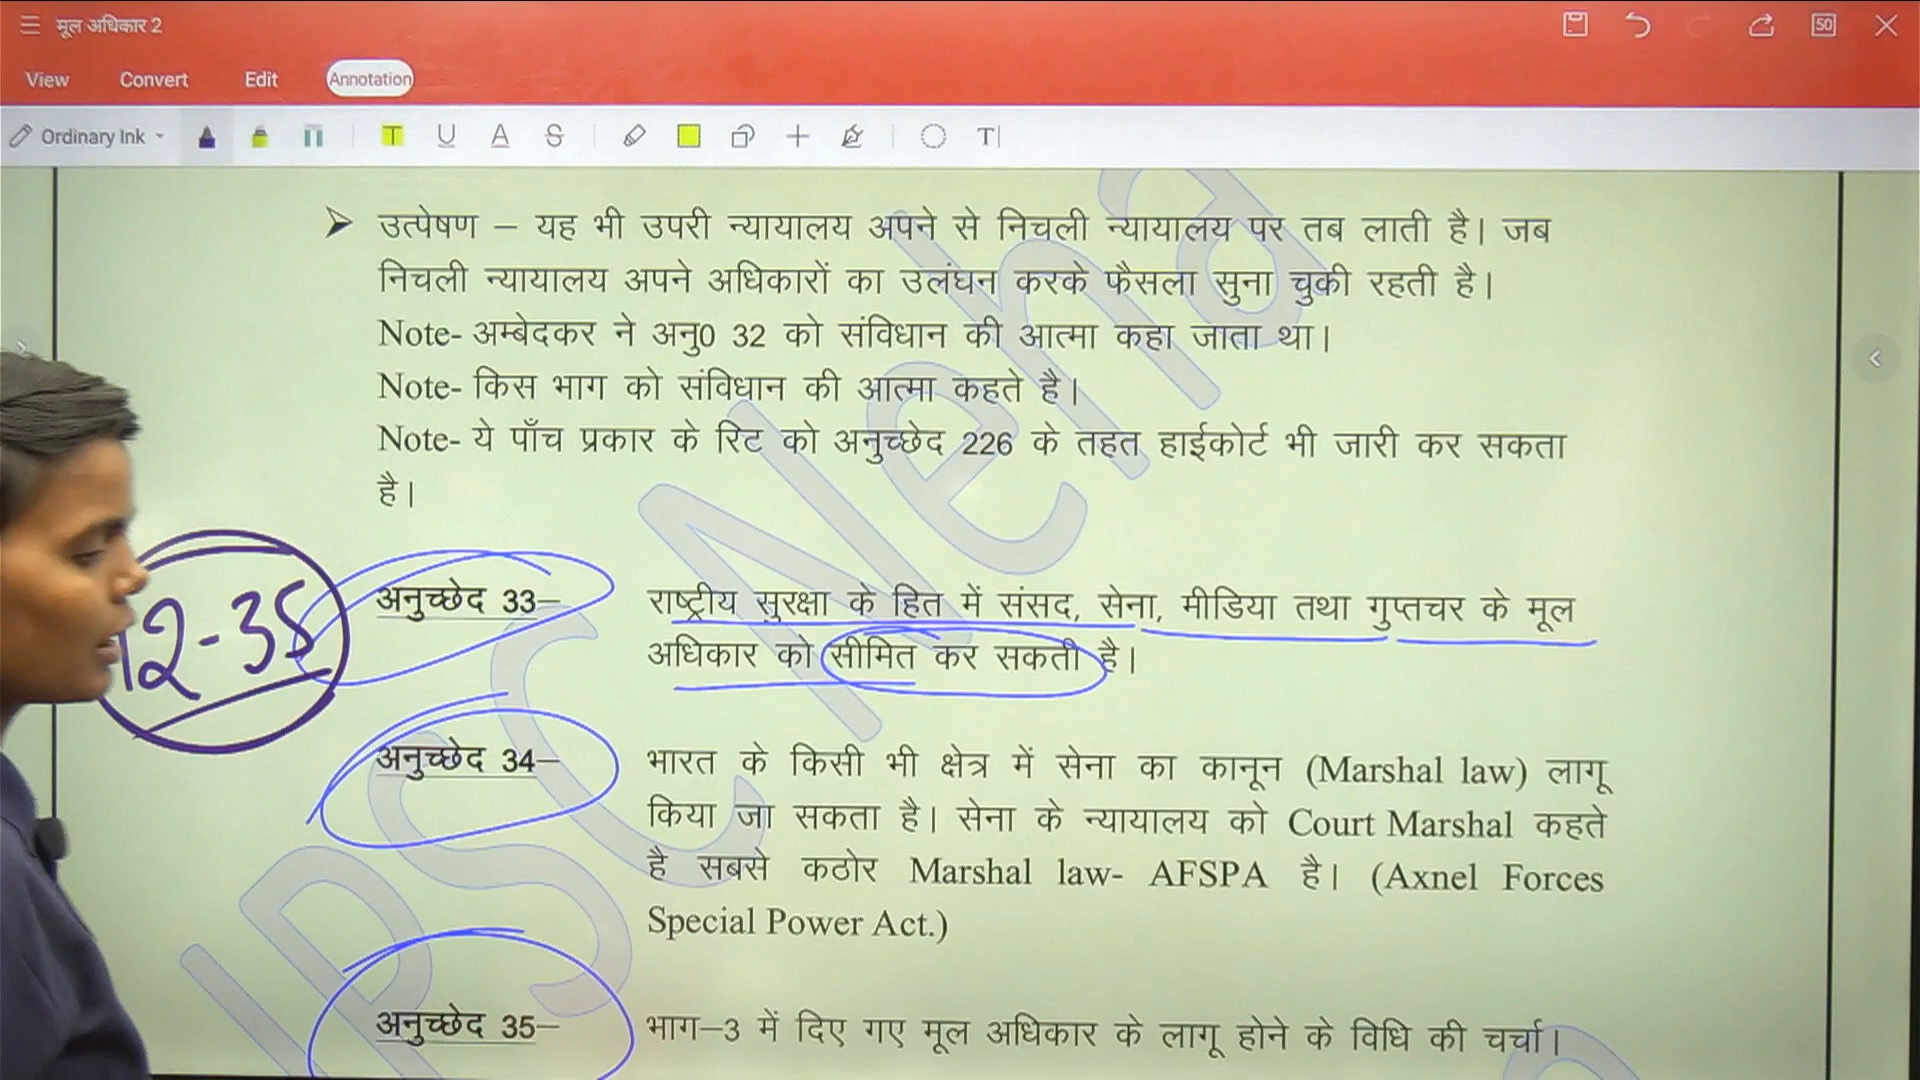 मूल अधिकार 2
50
View Convert Edit Annotation
Ordinary Ink T U A S T|
उत्पेषण – यह भी उपरी न्यायालय अपने से निचली न्यायालय पर तब लाती है। जब
निचली न्यायालय अपने अधिकारों का उलंघन करके फैसला सुना चुकी रहती है।
Note- अम्बेदकर ने अनु0 32 को संविधान की आत्मा कहा जाता था।
Note- किस भाग को संविधान की आत्मा कहते है।
Note- ये पाँच प्रकार के रिट को अनुच्छेद 226 के तहत हाईकोर्ट भी जारी कर सकता
है।
12-35
अनुच्छेद 33– राष्ट्रीय सुरक्षा के हित में संसद, सेना, मीडिया तथा गुप्तचर के मूल
अधिकार को सीमित कर सकती है।
अनुच्छेद 34– भारत के किसी भी क्षेत्र में सेना का कानून (Marshal law) लागू
किया जा सकता है। सेना के न्यायालय को Court Marshal कहते
है सबसे कठोर Marshal law- AFSPA है। (Axnel Forces
Special Power Act.)
अनुच्छेद 35– भाग–3 में दिए गए मूल अधिकार के लागू होने के विधि की चर्चा।
PSC Neha